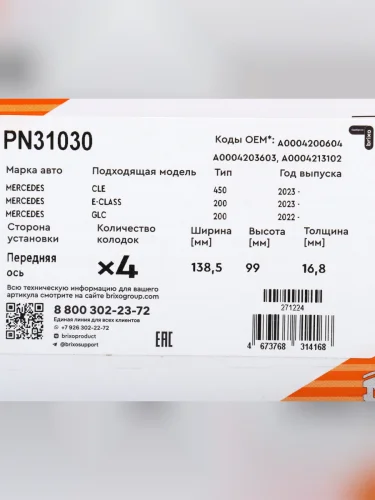 PN31030
Коды OEM*: A0004200604
A0004203603, A0004213102
brixo
Марка авто Подходящая модель Тип Год выпуска
MERCEDES CLE 450 2023 -
MERCEDES E-CLASS 200 2023 -
MERCEDES GLC 200 2022 -
Сторона установки Количество колодок Ширина [мм] Высота [мм] Толщина [мм]
Передняя ось ×4 138,5 99 16,8
Всю техническую информацию для вашего
артикула смотрите на сайте brixogroup.com
8 800 302-23-72
Единая линия для всех клиентов
+7 926 302-22-72
brixoproduct
@brixosupport
EAC
271224
4 673768 314168